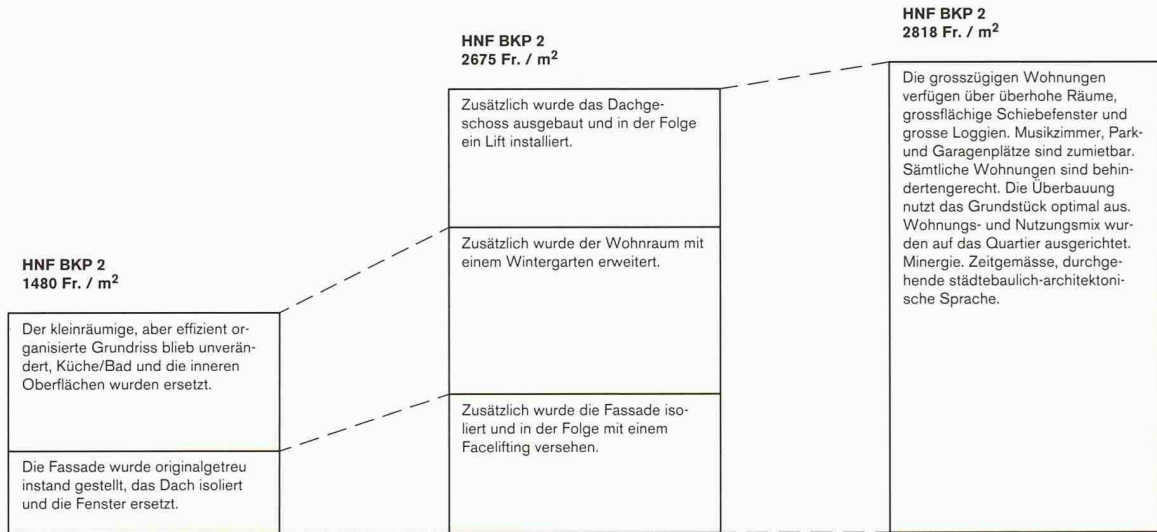 HNF BKP 2
1480 Fr. / m²
Der kleinräumige, aber effizient or-
ganisierte Grundriss blieb unverän-
dert, Küche/Bad und die inneren
Oberflächen wurden ersetzt.
Die Fassade wurde originalgetreu
instand gestellt, das Dach isoliert
und die Fenster ersetzt.
HNF BKP 2
2675 Fr. / m²
Zusätzlich wurde das Dachge-
schoss ausgebaut und in der Folge
ein Lift installiert.
Zusätzlich wurde der Wohnraum mit
einem Wintergarten erweitert.
Zusätzlich wurde die Fassade iso-
liert und in der Folge mit einem
Facelifting versehen.
HNF BKP 2
2818 Fr. / m²
Die grosszügigen Wohnungen
verfügen über überhohe Räume,
grossflächige Schiebefenster und
grosse Loggien. Musikzimmer, Park-
und Garagenplätze sind zumietbar.
Sämtliche Wohnungen sind behin-
dertengerecht. Die Überbauung
nutzt das Grundstück optimal aus.
Wohnungs- und Nutzungsmix wur-
den auf das Quartier ausgerichtet.
Minergie. Zeitgemässe, durchge-
hende städtebaulich-architektoni-
sche Sprache.